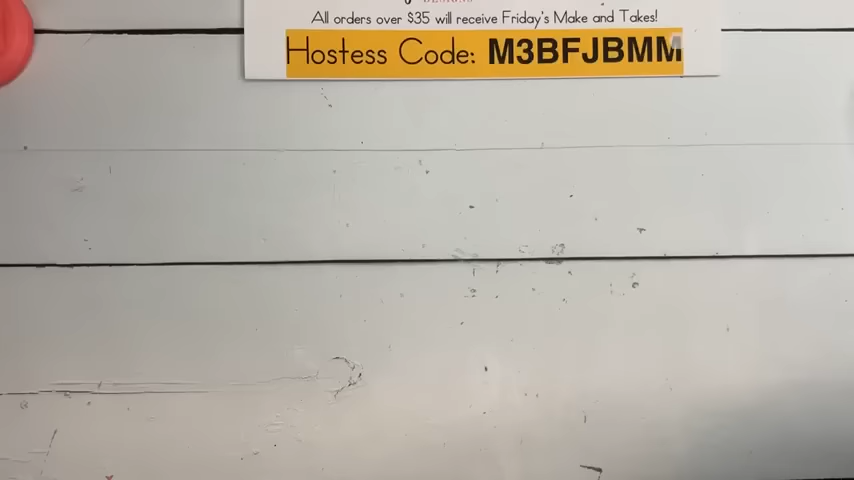 All orders over $35 will receive Friday's Make and Takes!
Hostess Code: M3BFJBMM